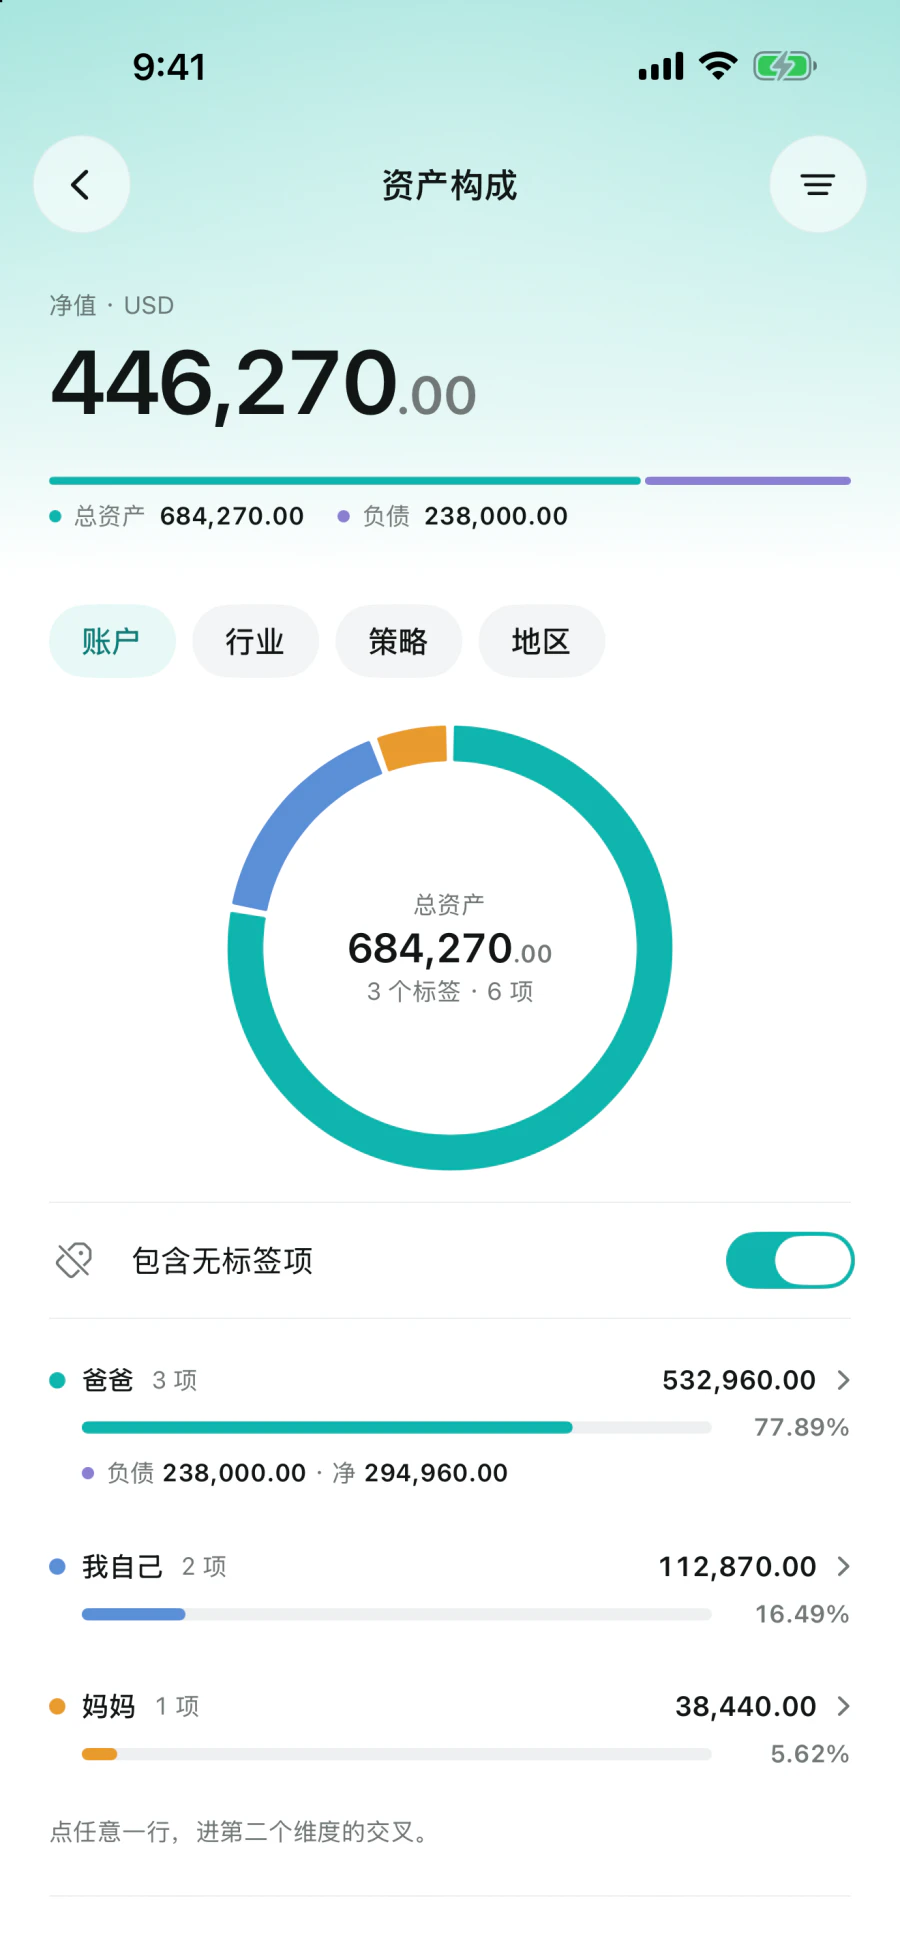 9:41
资产构成
净值 · USD
446,270.00
总资产 684,270.00 负债 238,000.00
账户 行业 策略 地区
总资产
684,270.00
3 个标签 · 6 项
包含无标签项
爸爸 3 项 532,960.00
77.89%
负债 238,000.00 · 净 294,960.00
我自己 2 项 112,870.00
16.49%
妈妈 1 项 38,440.00
5.62%
点任意一行，进第二个维度的交叉。